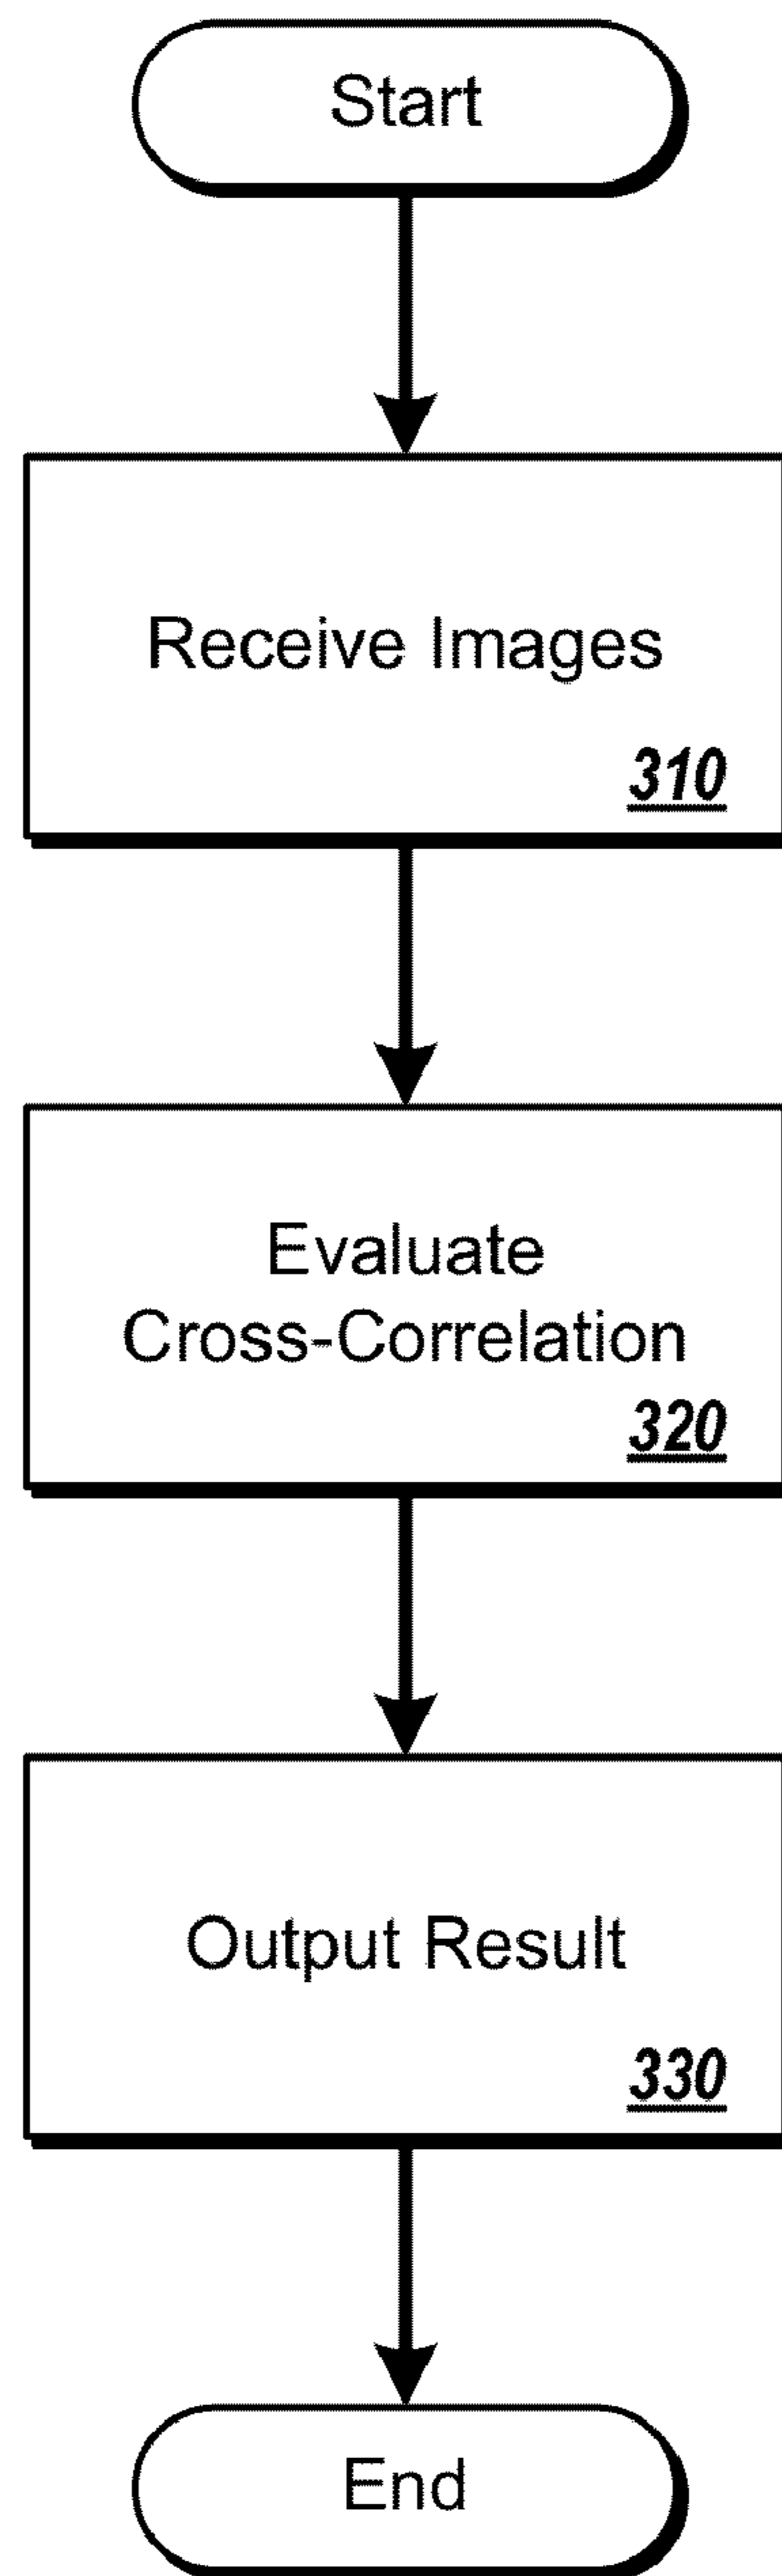 Start
Receive Images
310
Evaluate
Cross-Correlation
320
Output Result
330
End